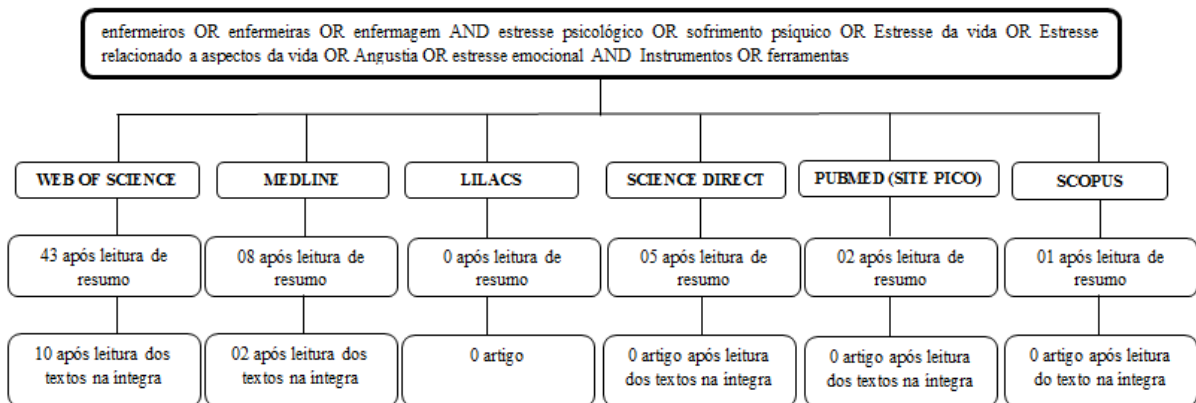 enfermeiros OR enfermeiras OR enfermagem AND estresse psicológico OR sofrimento psiquico OR Estresse da vida OR Estresse
relacionado a aspectos da vida OR Angustia OR estresse emocional AND Instrumentos OR ferramentas
WEB OF SCIENCE
MEDLINE
LILACS
SCIENCE DIRECT
PUBMED (SITE PICO)
SCOPUS
43 após leitura de
resumo
08 após leitura de
resumo
0 após leitura de
resumo
05 após leitura de
resumo
02 após leitura de
resumo
01 após leitura de
resumo
10 após leitura dos
textos na integra
02 após leitura dos
textos na integra
0 artigo
0 artigo após leitura
dos textos na integra
0 artigo após leitura
dos textos na integra
0 artigo após leitura
do texto na integra